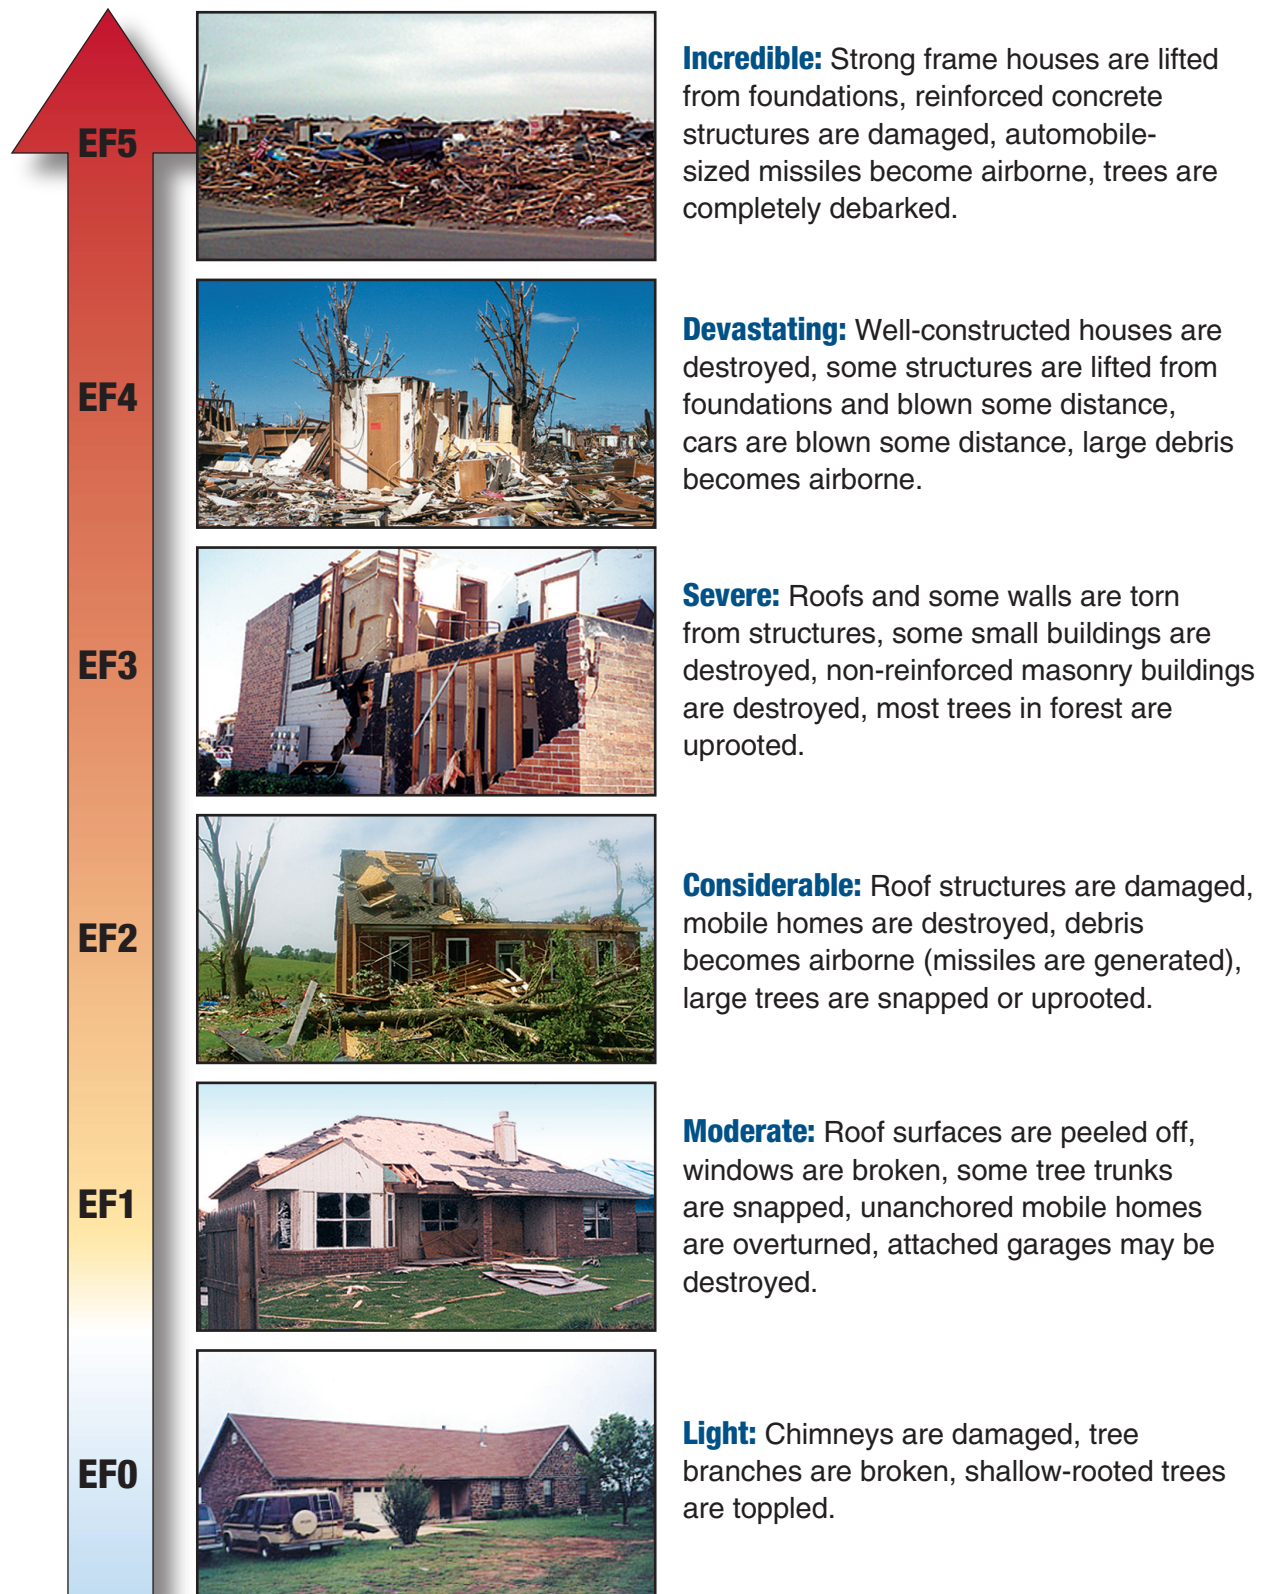 EF5
Incredible: Strong frame houses are lifted
from foundations, reinforced concrete
structures are damaged, automobile-
sized missiles become airborne, trees are
completely debarked.
EF4
Devastating: Well-constructed houses are
destroyed, some structures are lifted from
foundations and blown some distance,
cars are blown some distance, large debris
becomes airborne.
EF3
Severe: Roofs and some walls are torn
from structures, some small buildings are
destroyed, non-reinforced masonry buildings
are destroyed, most trees in forest are
uprooted.
EF2
Considerable: Roof structures are damaged,
mobile homes are destroyed, debris
becomes airborne (missiles are generated),
large trees are snapped or uprooted.
EF1
Moderate: Roof surfaces are peeled off,
windows are broken, some tree trunks
are snapped, unanchored mobile homes
are overturned, attached garages may be
destroyed.
EF0
Light: Chimneys are damaged, tree
branches are broken, shallow-rooted trees
are toppled.